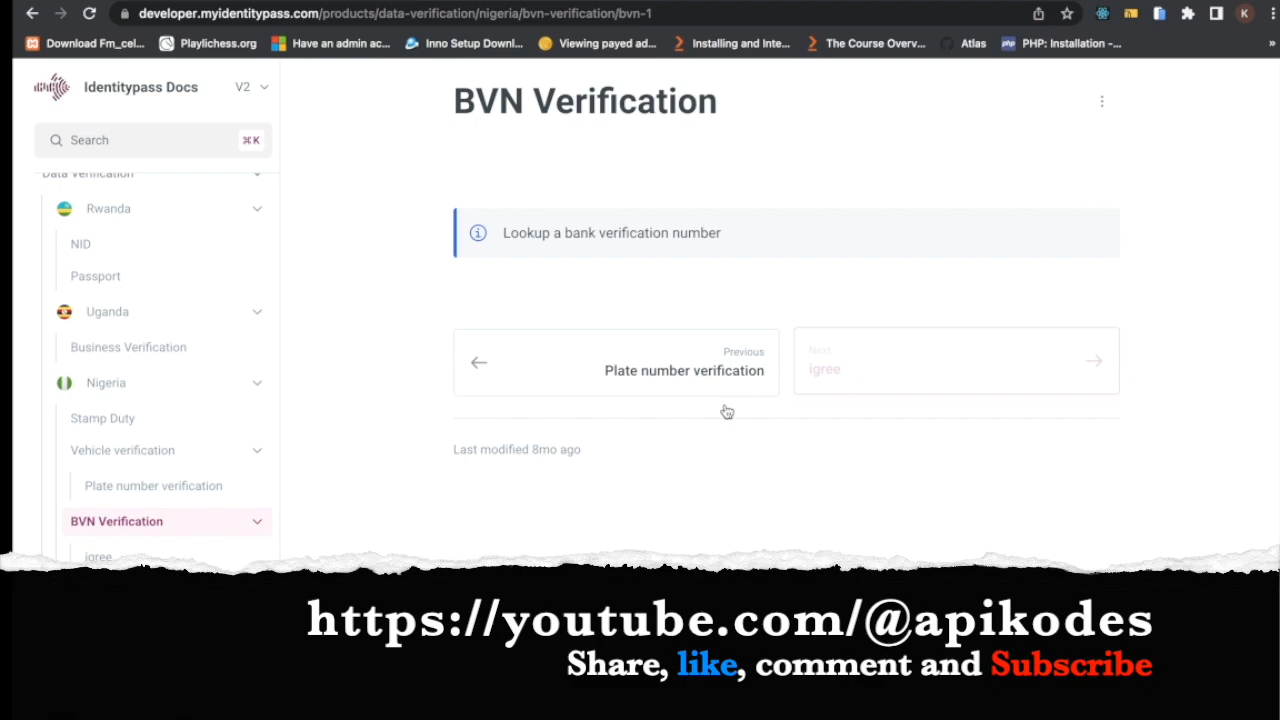 developer.myidentitypass.com/products/data-verification/nigeria/bvn-verification/bvn-1
K
Download Fm_cel...
Playlichess.org
Have an admin ac...
Inno Setup Downl...
Viewing payed ad...
Installing and Inte...
The Course Overv...
Atlas
php
PHP: Installation -...
»
Identitypass Docs
V2
Search
⌘K
Data Verification
Rwanda
NID
Passport
Uganda
Business Verification
Nigeria
Stamp Duty
Vehicle verification
Plate number verification
BVN Verification
igree
BVN Verification
Lookup a bank verification number
Previous
Plate number verification
Next
igree
Last modified 8mo ago
https://youtube.com/@apikodes
Share, like, comment and Subscribe